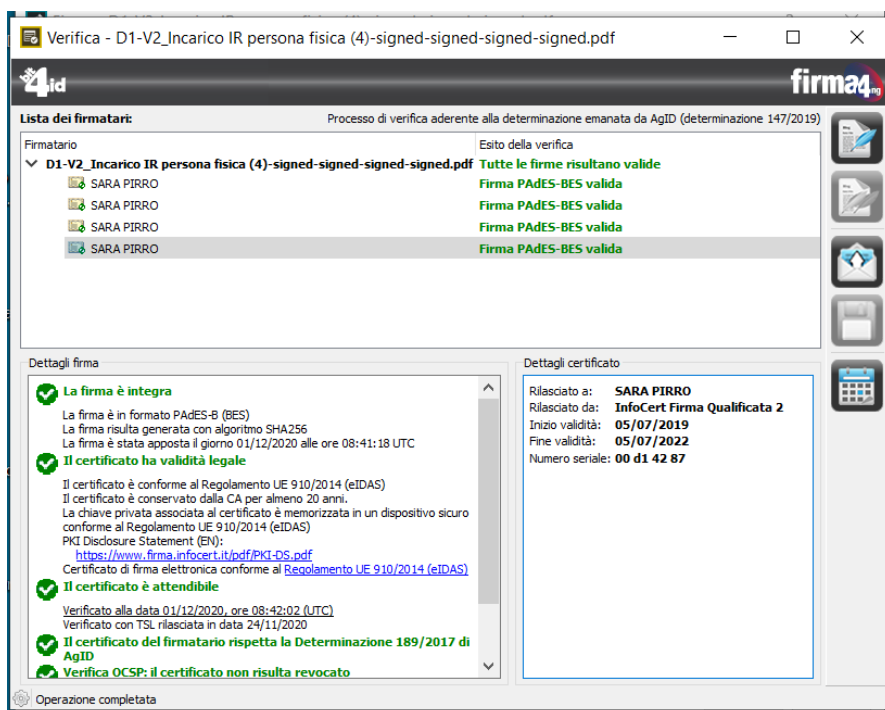 Verifica - D1-V2_Incarico IR persona fisica (4)-signed-signed-signed-signed.pdf
bit4id
firma4ng
Lista dei firmatari:
Processo di verifica aderente alla determinazione emanata da AgID (determinazione 147/2019)
Firmatario Esito della verifica
D1-V2_Incarico IR persona fisica (4)-signed-signed-signed-signed.pdf Tutte le firme risultano valide
SARA PIRRO Firma PAdES-BES valida
SARA PIRRO Firma PAdES-BES valida
SARA PIRRO Firma PAdES-BES valida
SARA PIRRO Firma PAdES-BES valida
Dettagli firma
La firma è integra
La firma è in formato PAdES-B (BES)
La firma risulta generata con algoritmo SHA256
La firma è stata apposta il giorno 01/12/2020 alle ore 08:41:18 UTC
Il certificato ha validità legale
Il certificato è conforme al Regolamento UE 910/2014 (eIDAS)
Il certificato è conservato dalla CA per almeno 20 anni.
La chiave privata associata al certificato è memorizzata in un dispositivo sicuro
conforme al Regolamento UE 910/2014 (eIDAS)
PKI Disclosure Statement (EN):
https://www.firma.infocert.it/pdf/PKI-DS.pdf
Certificato di firma elettronica conforme al Regolamento UE 910/2014 (eIDAS)
Il certificato è attendibile
Verificato alla data 01/12/2020, ore 08:42:02 (UTC)
Verificato con TSL rilasciata in data 24/11/2020
Il certificato del firmatario rispetta la Determinazione 189/2017 di
AgID
Verifica OCSP: il certificato non risulta revocato
Dettagli certificato
Rilasciato a: SARA PIRRO
Rilasciato da: InfoCert Firma Qualificata 2
Inizio validità: 05/07/2019
Fine validità: 05/07/2022
Numero seriale: 00 d1 42 87
Operazione completata